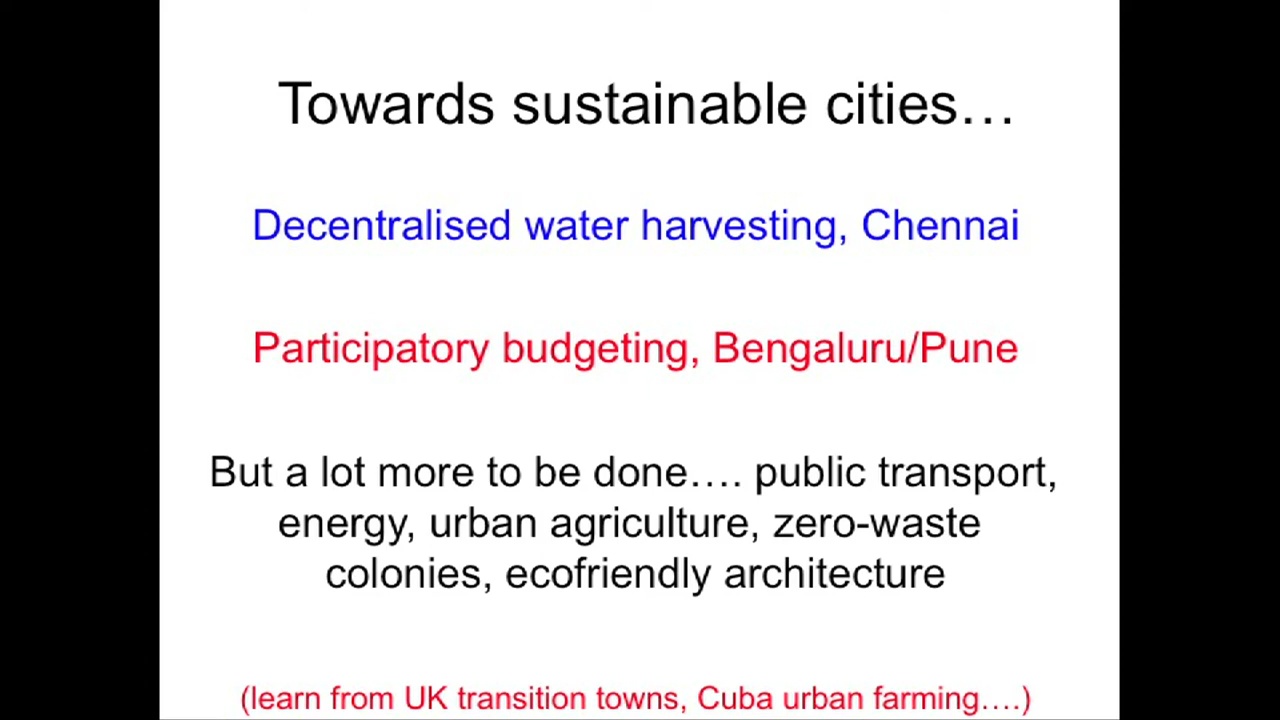 Towards sustainable cities…
Decentralised water harvesting, Chennai
Participatory budgeting, Bengaluru/Pune
But a lot more to be done…. public transport,
energy, urban agriculture, zero-waste
colonies, ecofriendly architecture
(learn from UK transition towns, Cuba urban farming….)